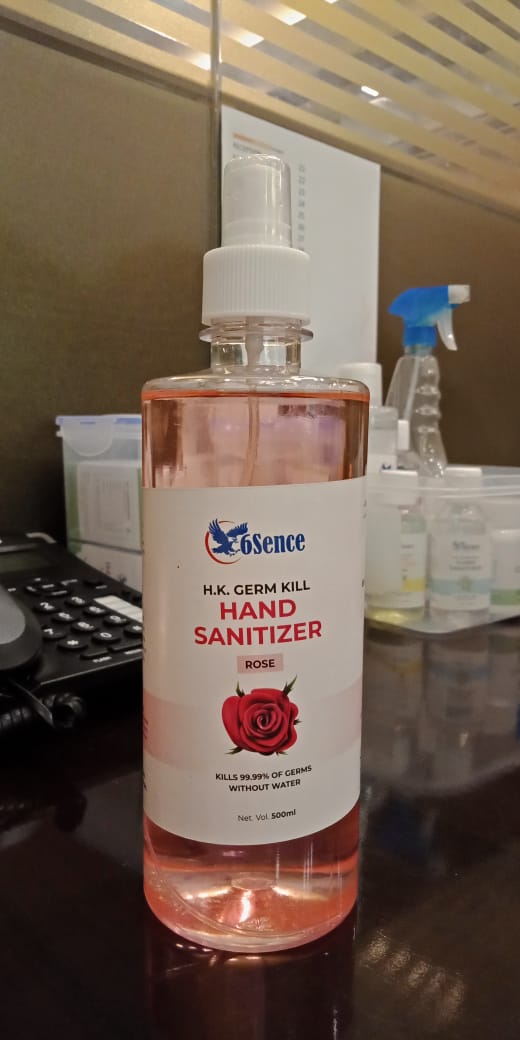 6Sence
H.K. GERM KILL
HAND
SANITIZER
ROSE
KILLS 99.99% OF GERMS
WITHOUT WATER
Net. Vol. 500ml